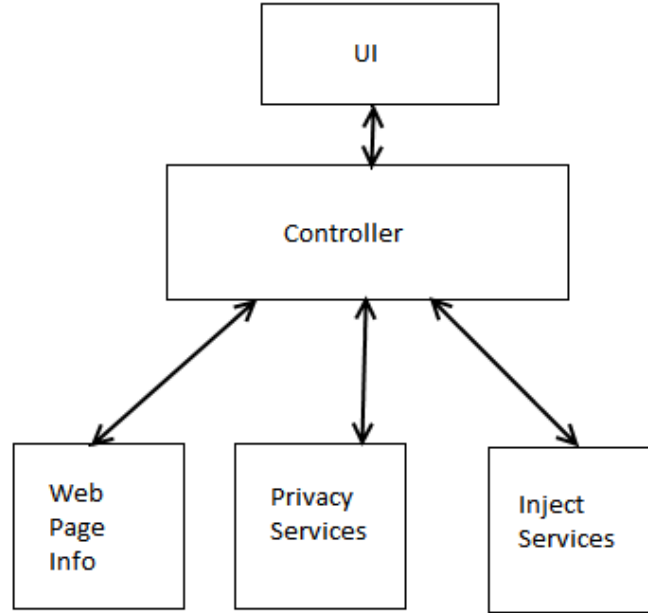 UI
Controller
Web
Page
Info
Privacy
Services
Inject
Services